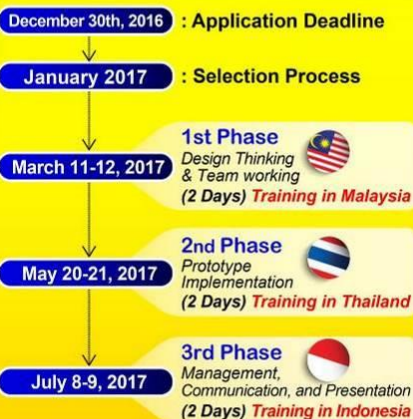 December 30th, 2016 : Application Deadline
January 2017 : Selection Process
March 11-12, 2017
1st Phase
Design Thinking
& Team working
(2 Days) Training in Malaysia
May 20-21, 2017
2nd Phase
Prototype
Implementation
(2 Days) Training in Thailand
July 8-9, 2017
3rd Phase
Management,
Communication, and Presentation
(2 Days) Training in Indonesia